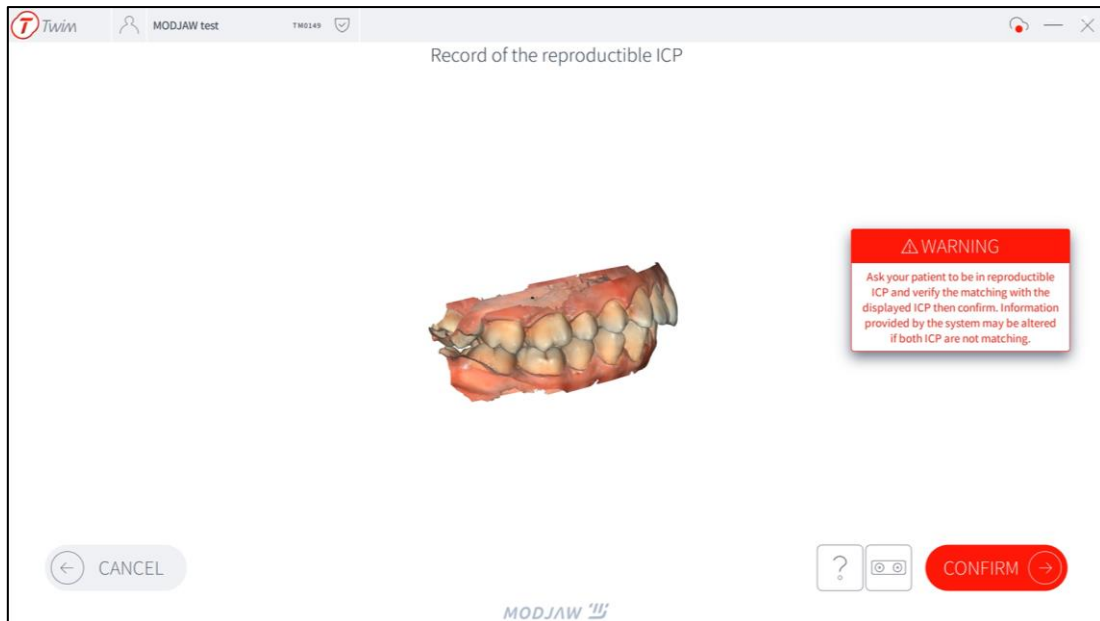 Twim MODJAW test TM0149
Record of the reproductible ICP
WARNING
Ask your patient to be in reproductible
ICP and verify the matching with the
displayed ICP then confirm. Information
provided by the system may be altered
if both ICP are not matching.
CANCEL
?
CONFIRM
MODJAW